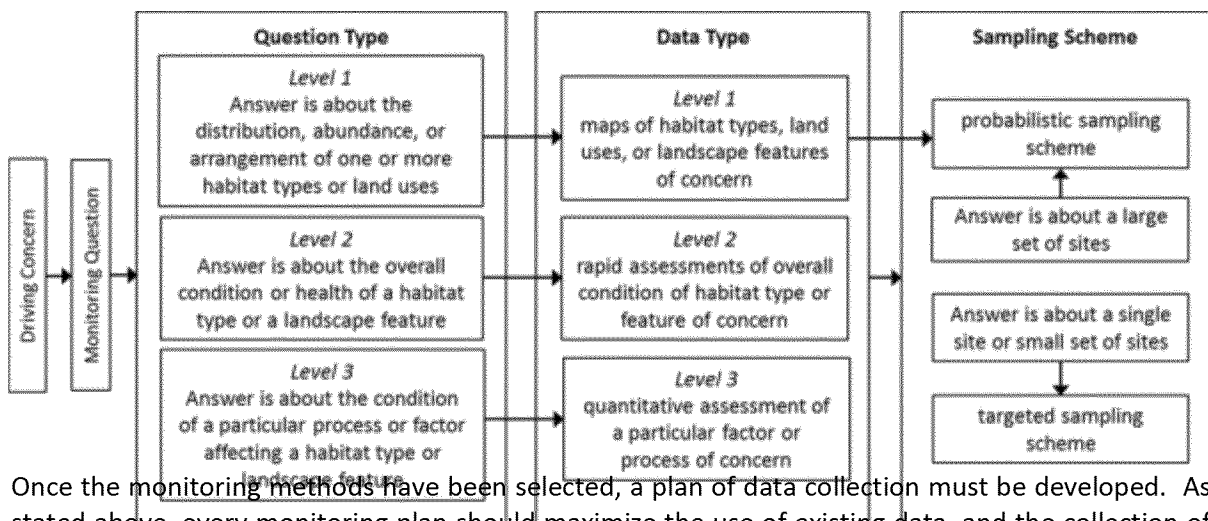 Driving Concern
Monitoring Question
Question Type
Level 1
Answer is about the
distribution, abundance, or
arrangement of one or more
habitat types or land uses
Level 2
Answer is about the overall
condition or health of a habitat
type or a landscape feature
Level 3
Answer is about the condition
of a particular process or factor
affecting a habitat type or
landscape feature
Data Type
Level 1
maps of habitat types, land
uses, or landscape features
of concern
Level 2
rapid assessments of overall
condition of habitat type or
feature of concern
Level 3
quantitative assessment of
a particular factor or
process of concern
Sampling Scheme
probabilistic sampling
scheme
Answer is about a large
set of sites
Answer is about a single
site or small set of sites
targeted sampling
scheme
Once the monitoring methods have been selected, a plan of data collection must be developed.  As
stated above, every monitoring plan should maximize the use of existing data, and the collection of